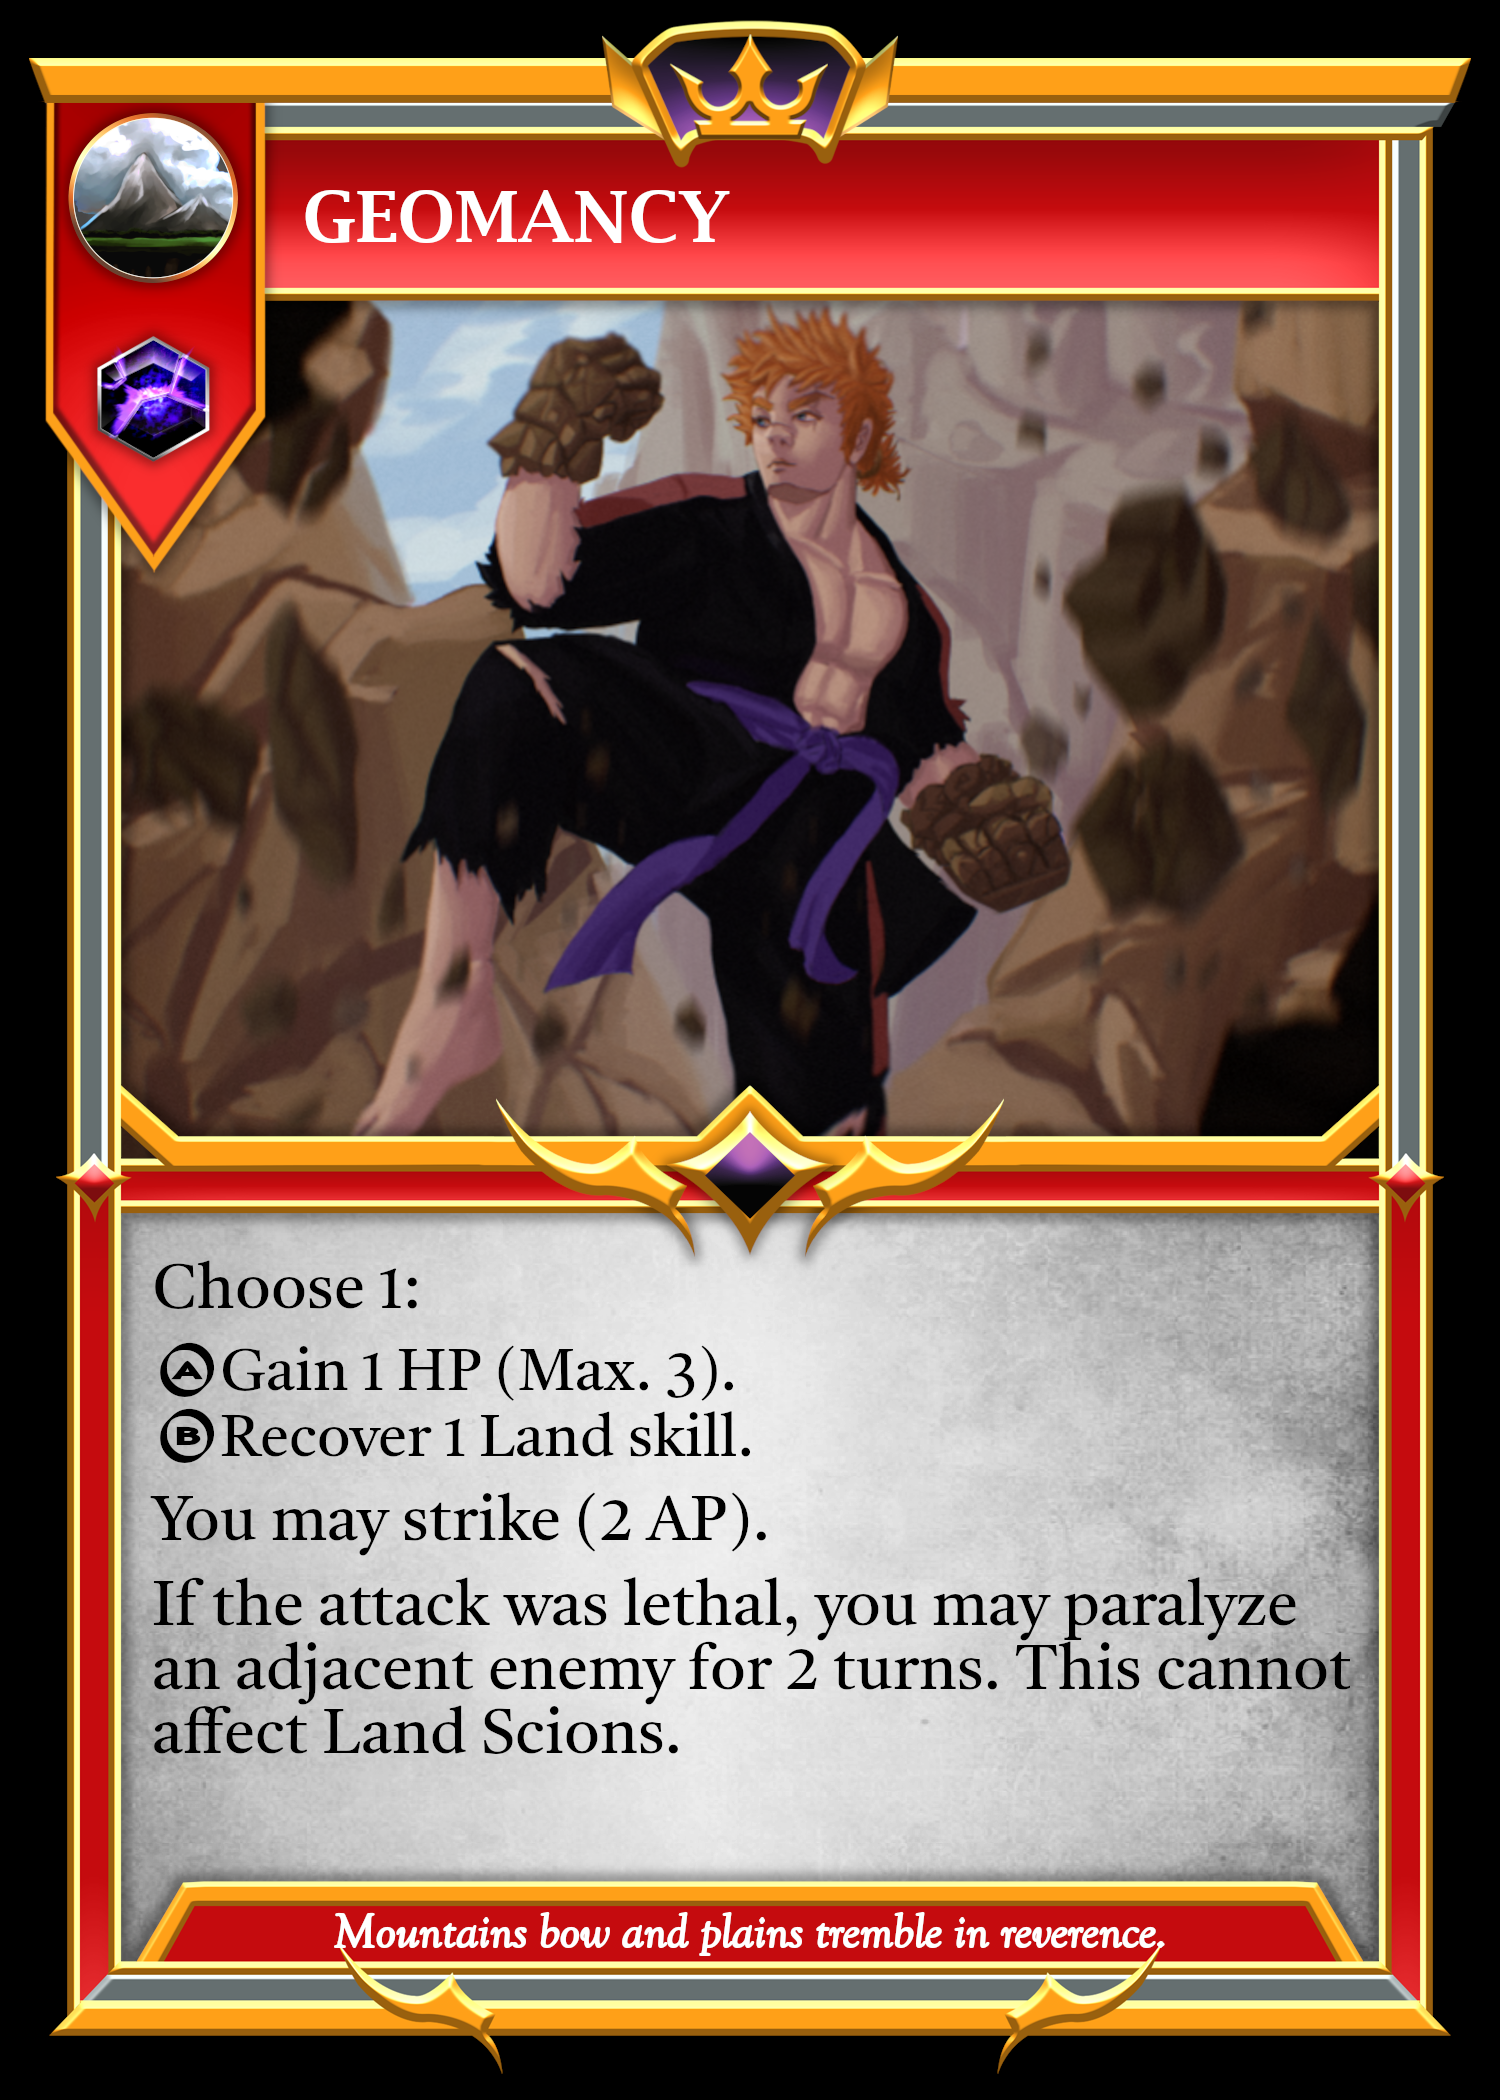 GEOMANCY
Choose 1:
A Gain 1 HP (Max. 3).
B Recover 1 Land skill.
You may strike (2 AP).
If the attack was lethal, you may paralyze
an adjacent enemy for 2 turns. This cannot
affect Land Scions.
Mountains bow and plains tremble in reverence.